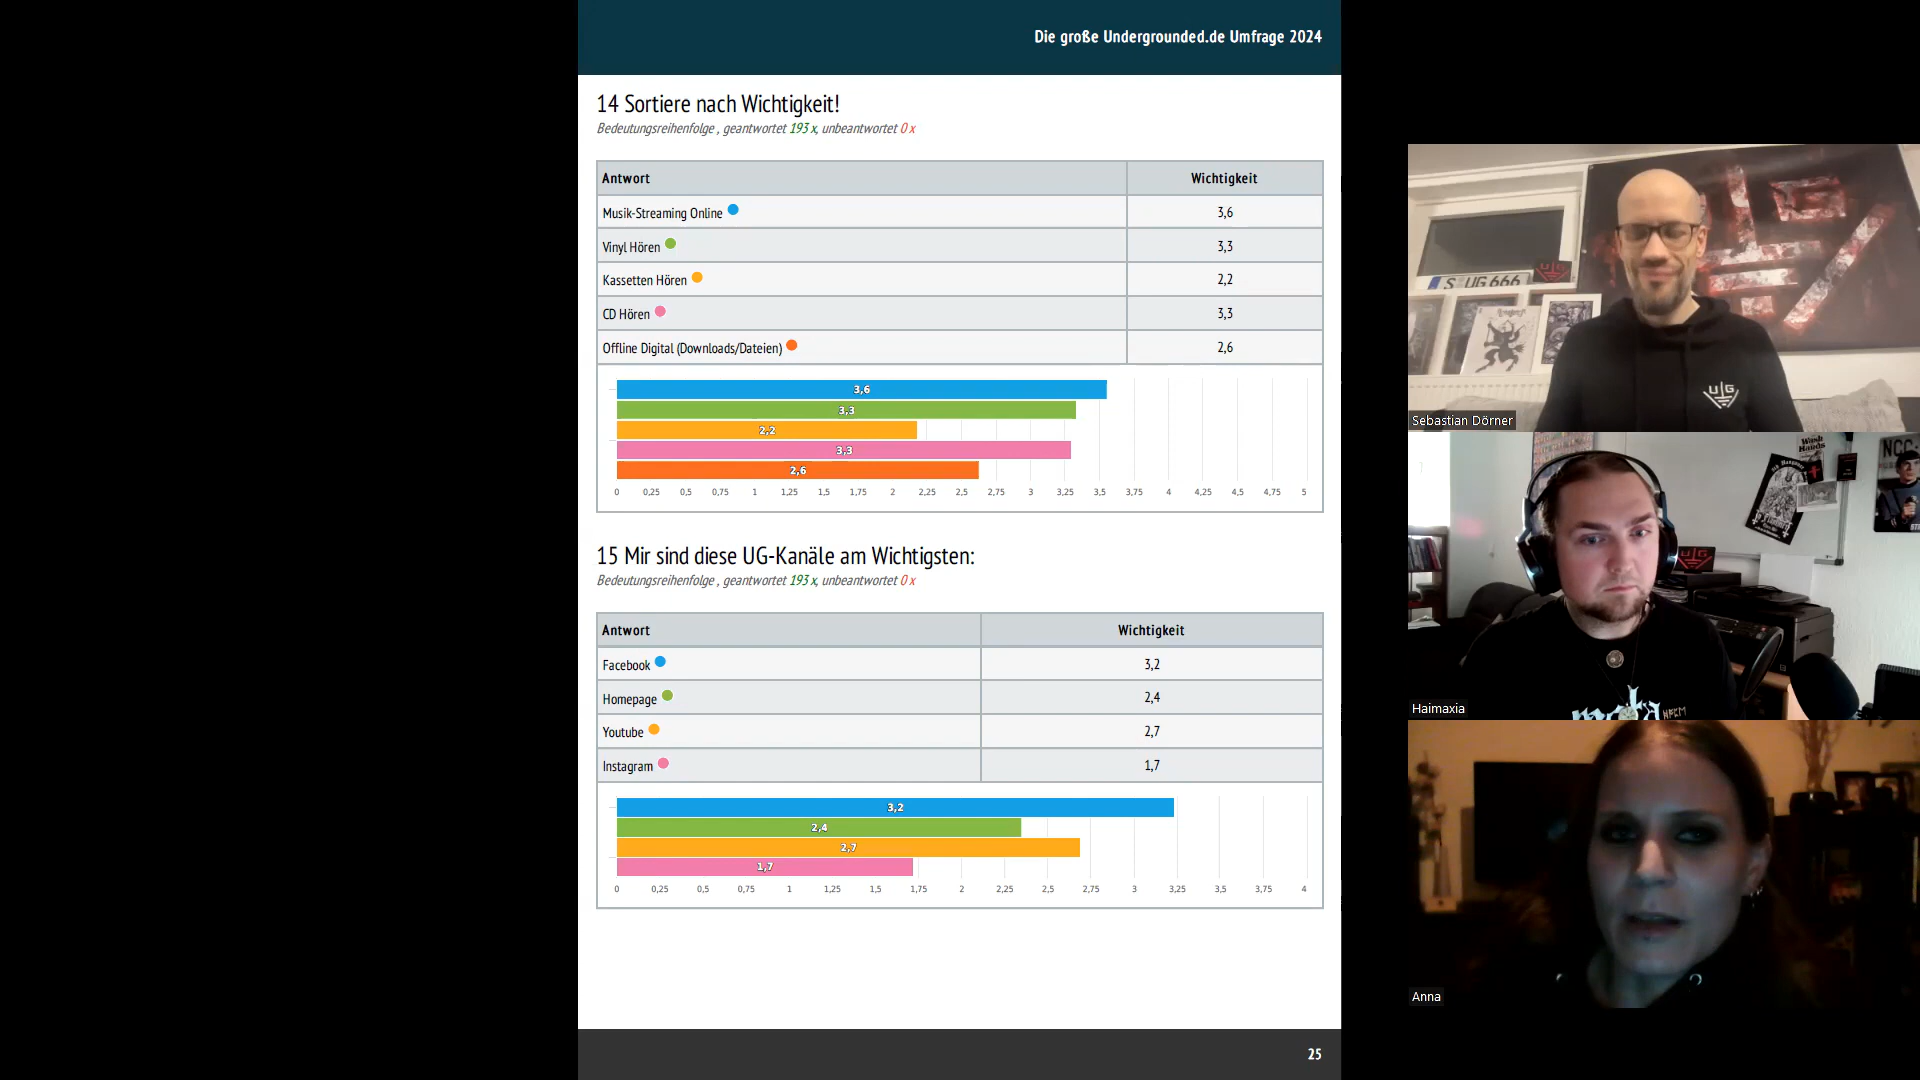 Die große Undergrounded.de Umfrage 2024
14 Sortiere nach Wichtigkeit!
Bedeutungsreihenfolge , geantwortet 193 x, unbeantwortet 0 x
Antwort Wichtigkeit
Musik-Streaming Online 3,6
Vinyl Hören 3,3
Kassetten Hören 2,2
CD Hören 3,3
Offline Digital (Downloads/Dateien) 2,6
3,6
3,3
2,2
3,3
2,6
0 0,25 0,5 0,75 1 1,25 1,5 1,75 2 2,25 2,5 2,75 3 3,25 3,5 3,75 4 4,25 4,5 4,75 5
15 Mir sind diese UG-Kanäle am Wichtigsten:
Bedeutungsreihenfolge , geantwortet 193 x, unbeantwortet 0 x
Antwort Wichtigkeit
Facebook 3,2
Homepage 2,4
Youtube 2,7
Instagram 1,7
3,2
2,4
2,7
1,7
0 0,25 0,5 0,75 1 1,25 1,5 1,75 2 2,25 2,5 2,75 3 3,25 3,5 3,75 4
25
S UG 666
UG
Sebastian Dörner
Wash
Hands
NCC-
UG
Haimaxia
Anna